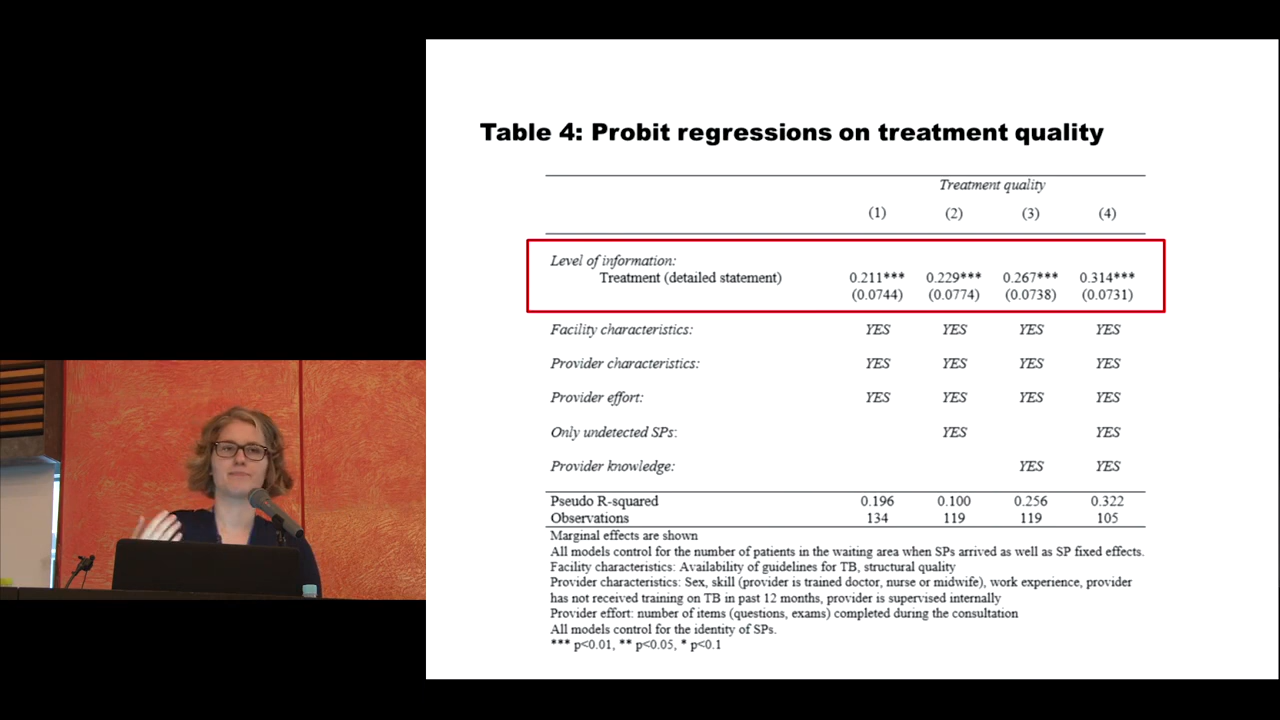 Table 4: Probit regressions on treatment quality
Treatment quality
(1) (2) (3) (4)
Level of information:
Treatment (detailed statement) 0.211*** 0.229*** 0.267*** 0.314***
(0.0744) (0.0774) (0.0738) (0.0731)
Facility characteristics: YES YES YES YES
Provider characteristics: YES YES YES YES
Provider effort: YES YES YES YES
Only undetected SPs: YES YES
Provider knowledge: YES YES
Pseudo R-squared 0.196 0.100 0.256 0.322
Observations 134 119 119 105
Marginal effects are shown
All models control for the number of patients in the waiting area when SPs arrived as well as SP fixed effects.
Facility characteristics: Availability of guidelines for TB, structural quality
Provider characteristics: Sex, skill (provider is trained doctor, nurse or midwife), work experience, provider
has not received training on TB in past 12 months, provider is supervised internally
Provider effort: number of items (questions, exams) completed during the consultation
All models control for the identity of SPs.
*** p<0.01, ** p<0.05, * p<0.1